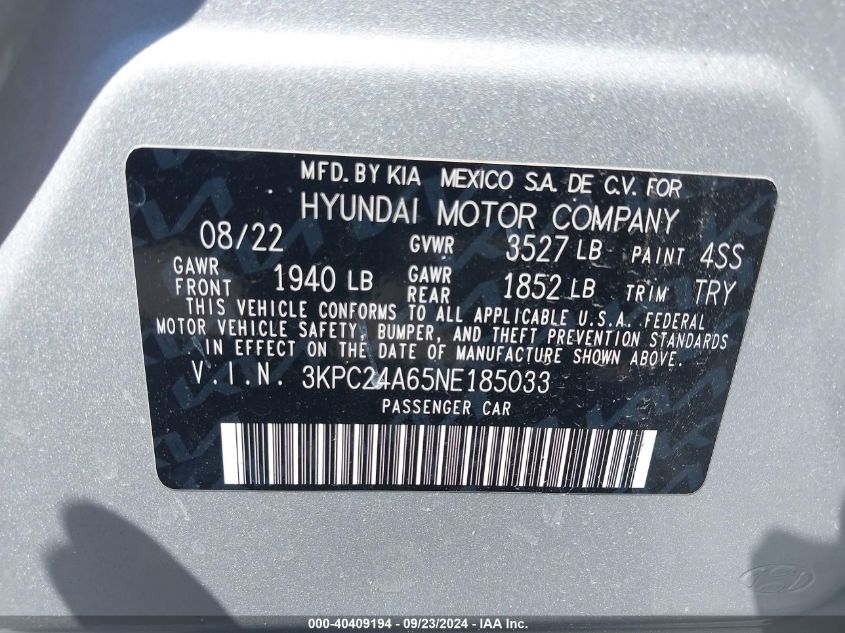 MFD. BY KIA MEXICO S.A. DE C.V. FOR
HYUNDAI MOTOR COMPANY
08/22 GVWR 3527 LB PAINT 4SS
GAWR FRONT 1940 LB GAWR REAR 1852 LB TRIM TRY
THIS VEHICLE CONFORMS TO ALL APPLICABLE U.S.A. FEDERAL
MOTOR VEHICLE SAFETY, BUMPER, AND THEFT PREVENTION STANDARDS
IN EFFECT ON THE DATE OF MANUFACTURE SHOWN ABOVE.
V.I.N. 3KPC24A65NE185033
PASSENGER CAR
000-40409194 - 09/23/2024 - IAA Inc.